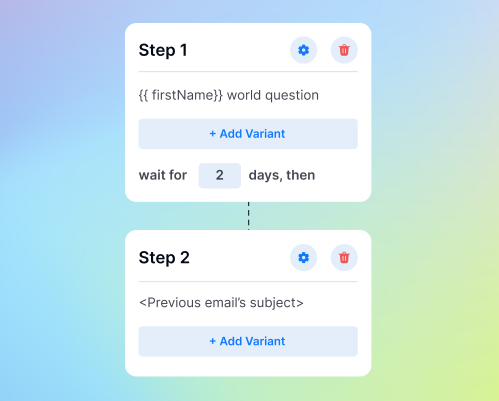 Step 1
{{ firstName}} world question
+ Add Variant
wait for 2 days, then
Step 2
<Previous email's subject>
+ Add Variant